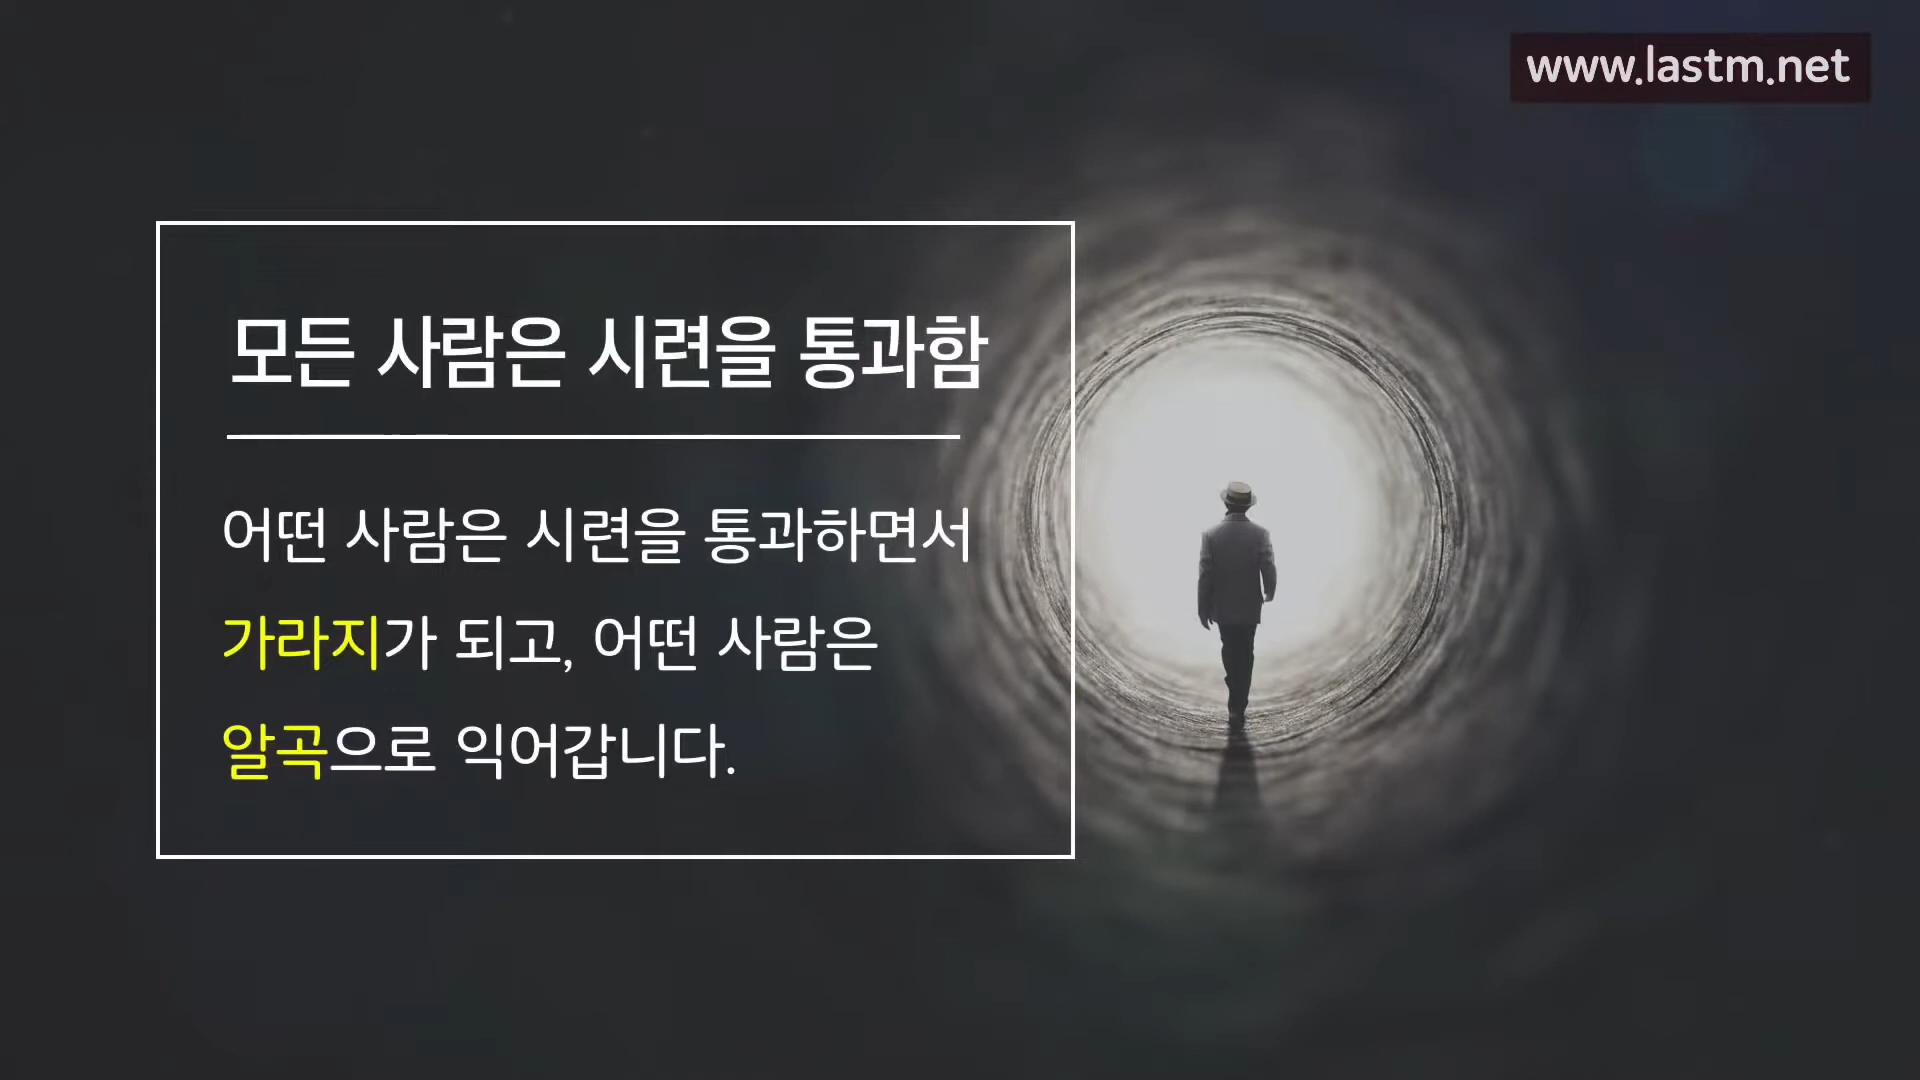 www.lastm.net
모든 사람은 시련을 통과함
어떤 사람은 시련을 통과하면서
가라지가 되고, 어떤 사람은
알곡으로 익어갑니다.